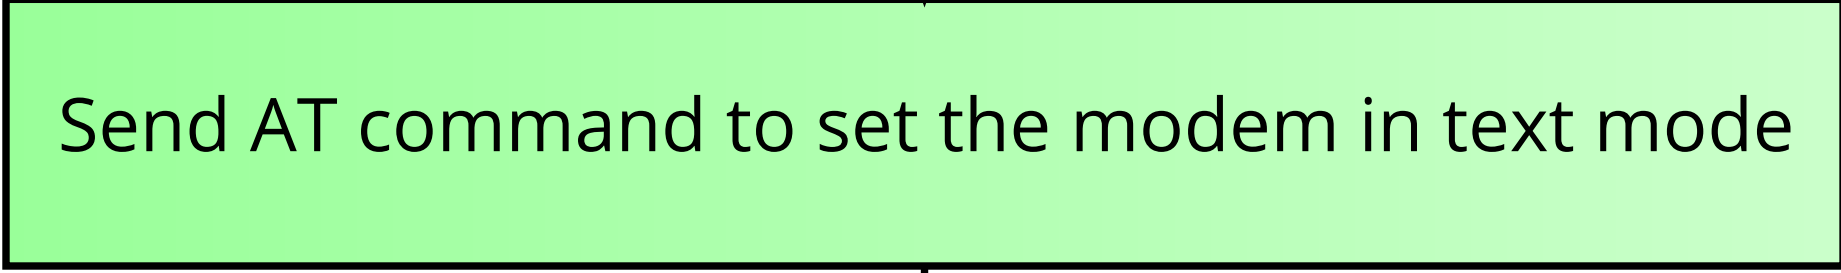 Send AT command to set the modem in text mode